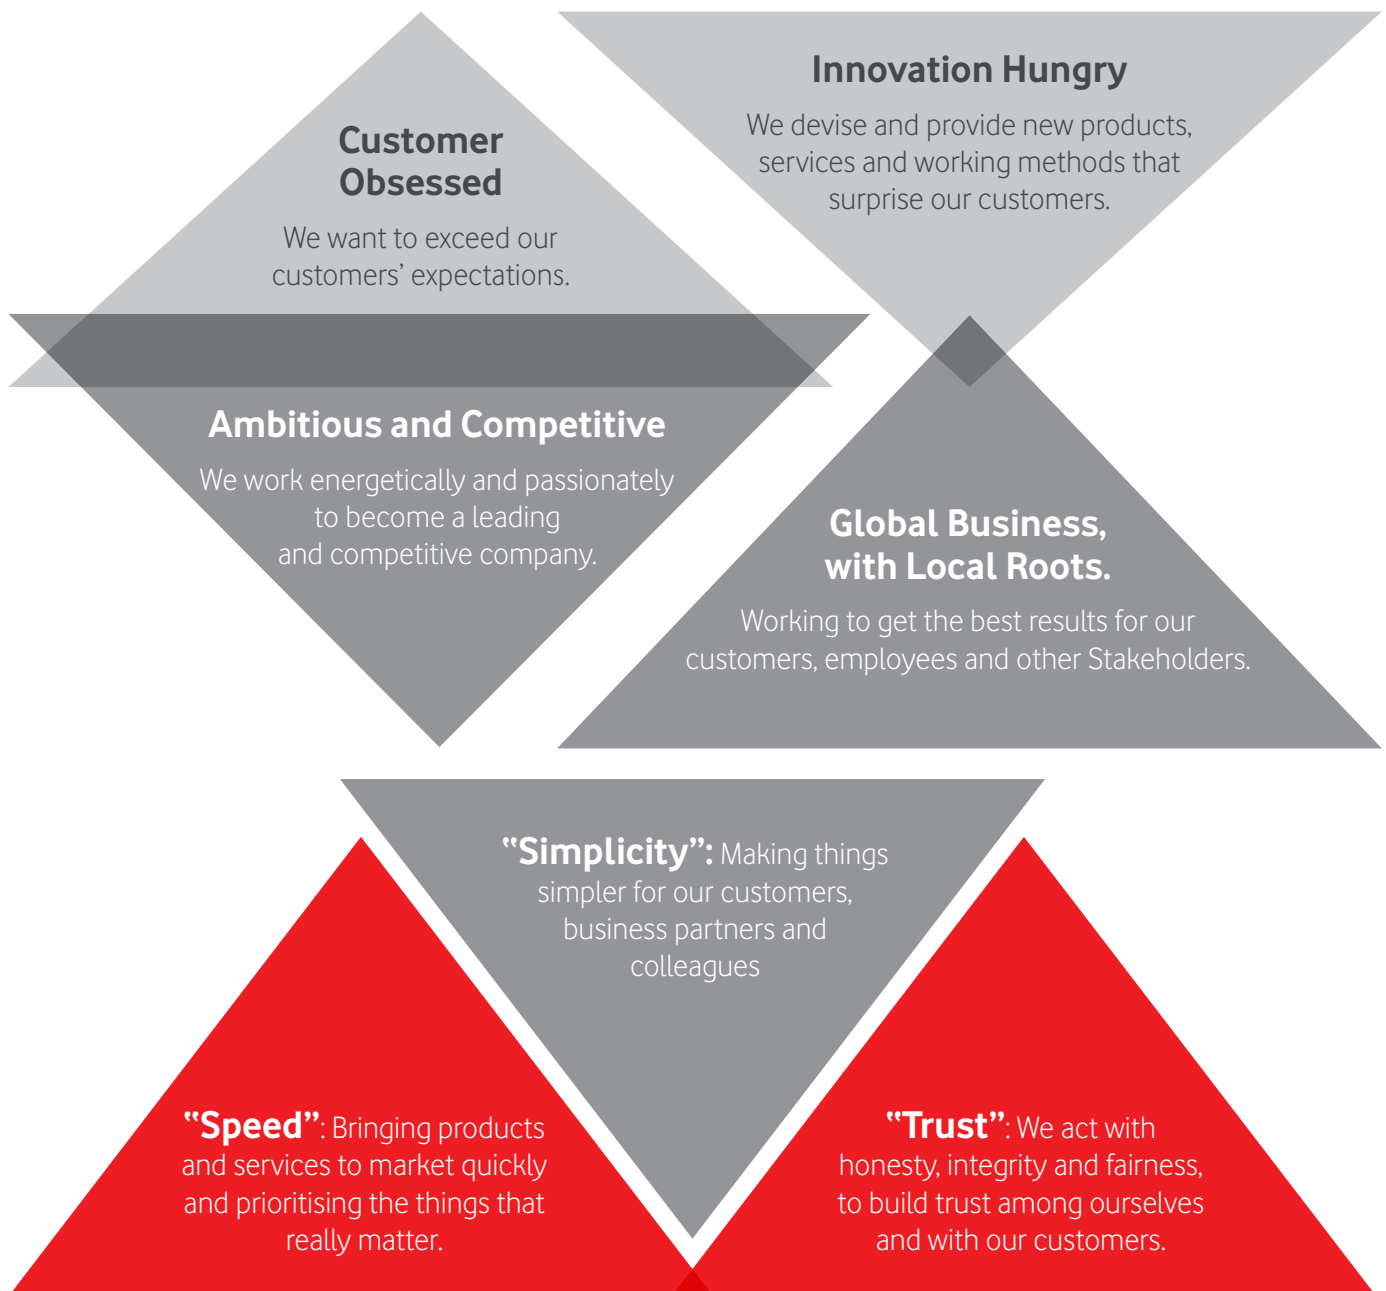 Customer
Obsessed
We want to exceed our
customers’ expectations.
Innovation Hungry
We devise and provide new products,
services and working methods that
surprise our customers.
Ambitious and Competitive
We work energetically and passionately
to become a leading
and competitive company.
Global Business,
with Local Roots.
Working to get the best results for our
customers, employees and other Stakeholders.
“Simplicity”: Making things
simpler for our customers,
business partners and
colleagues
“Speed”: Bringing products
and services to market quickly
and prioritising the things that
really matter.
“Trust”: We act with
honesty, integrity and fairness,
to build trust among ourselves
and with our customers.